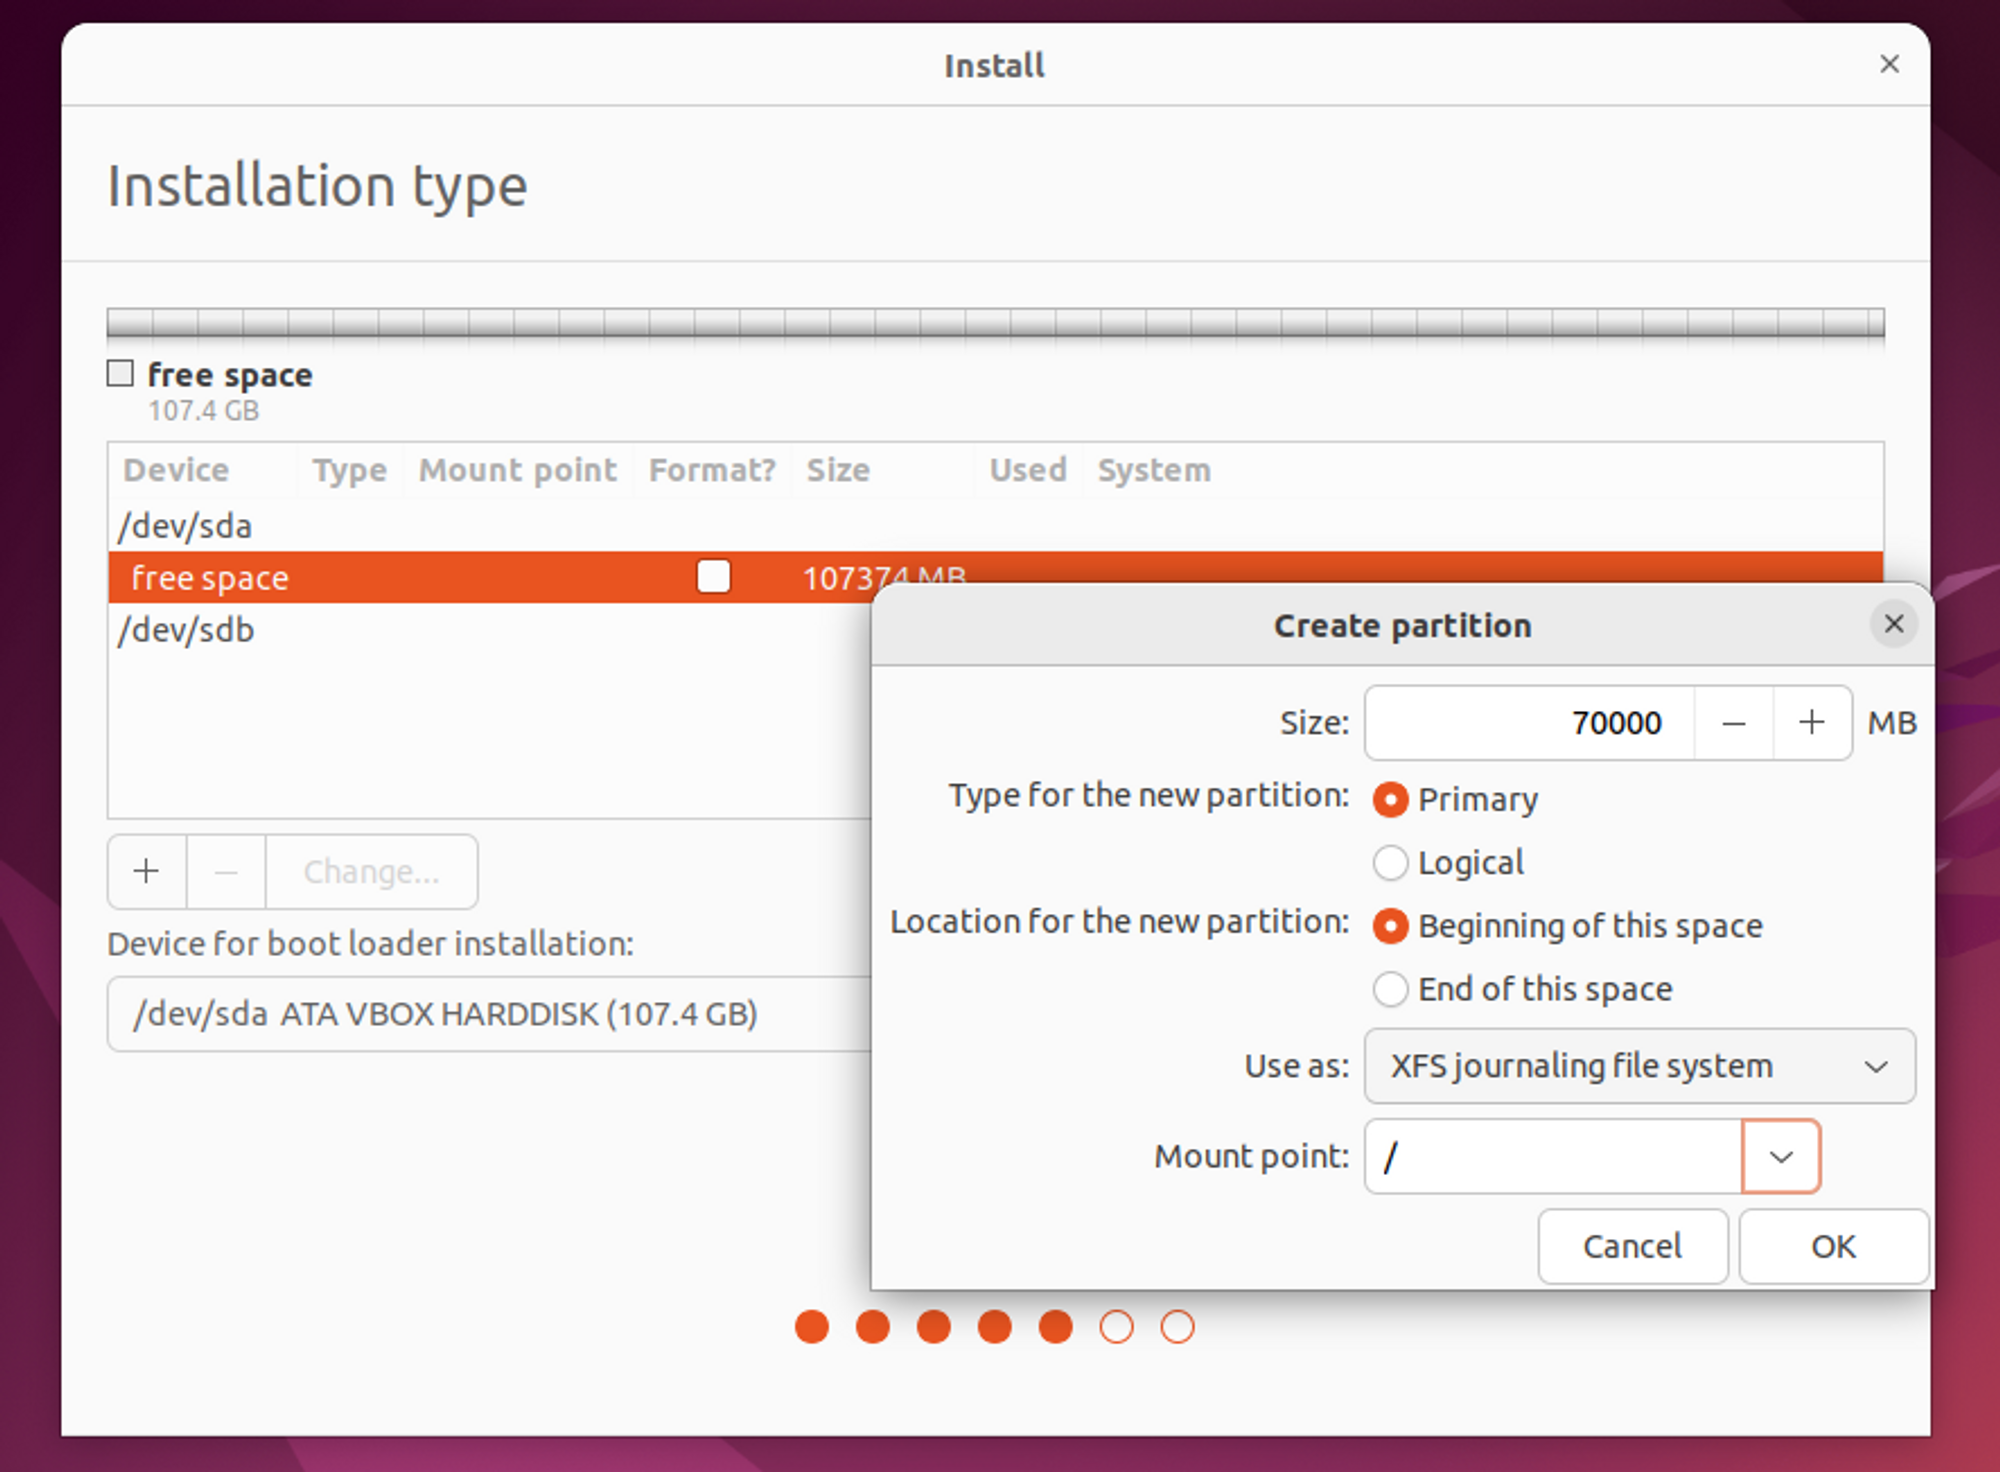 Install
Installation type
free space
107.4 GB
Device Type Mount point Format? Size Used System
/dev/sda
free space 107374 MB
/dev/sdb
Create partition
Size: 70000 MB
Type for the new partition: Primary
Logical
Location for the new partition: Beginning of this space
End of this space
Use as: XFS journaling file system
Mount point: /
Cancel OK
+ − Change...
Device for boot loader installation:
/dev/sda ATA VBOX HARDDISK (107.4 GB)